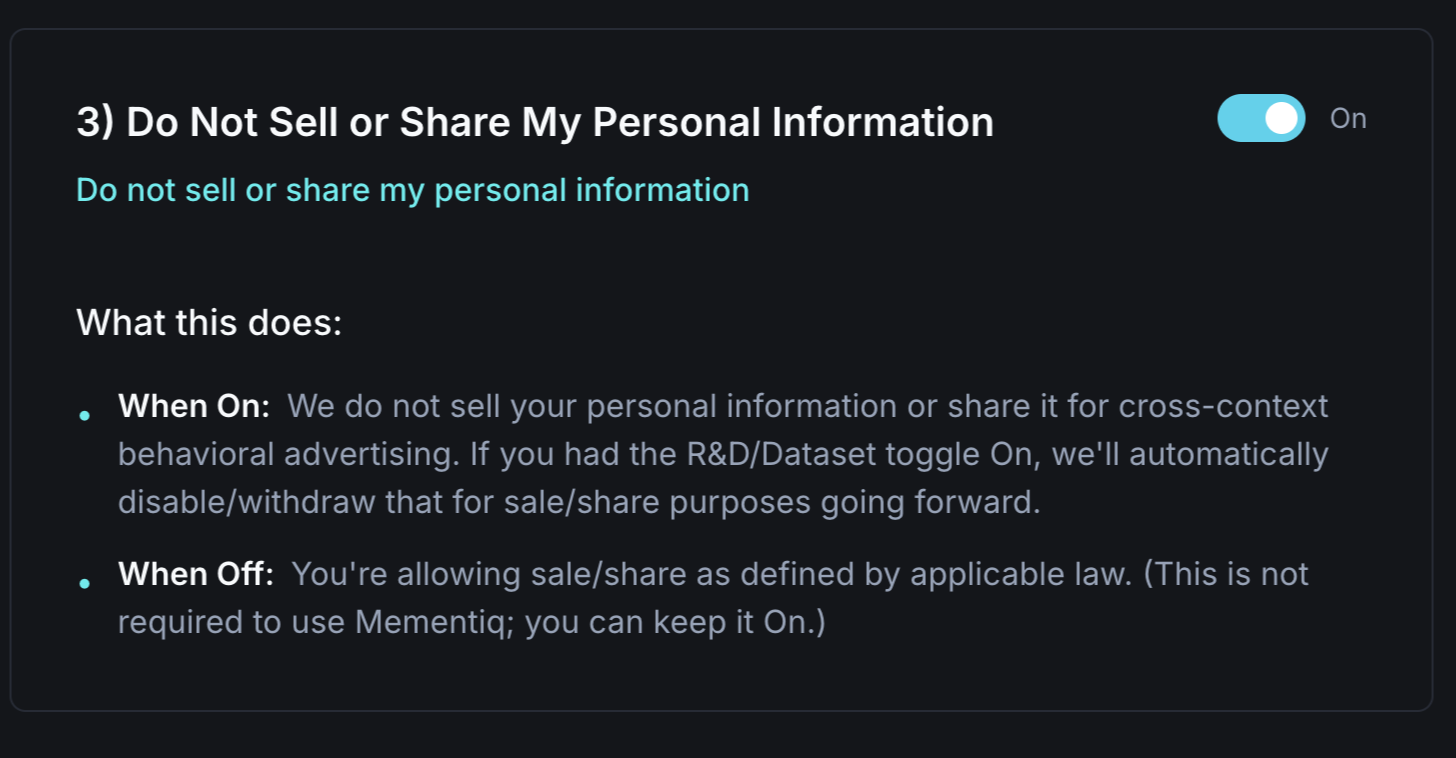 3) Do Not Sell or Share My Personal Information
On
Do not sell or share my personal information
What this does:
• When On: We do not sell your personal information or share it for cross-context
behavioral advertising. If you had the R&D/Dataset toggle On, we'll automatically
disable/withdraw that for sale/share purposes going forward.
• When Off: You're allowing sale/share as defined by applicable law. (This is not
required to use Mementiq; you can keep it On.)